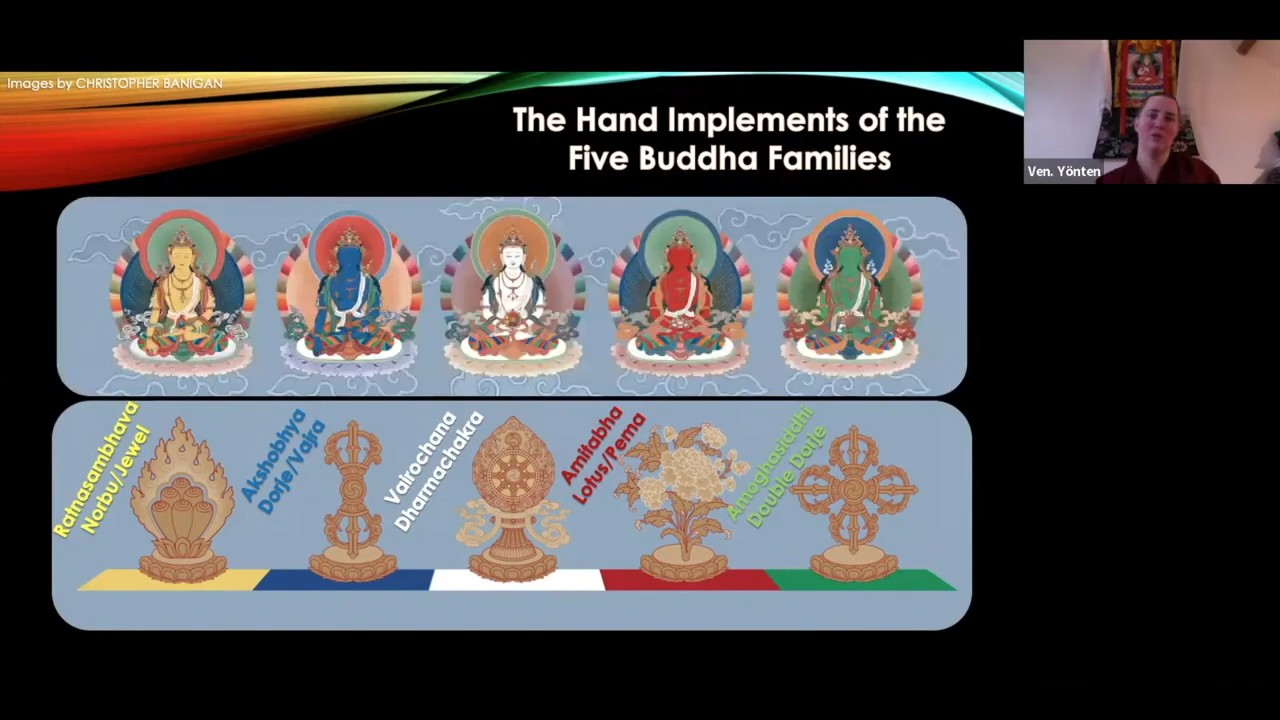 Images by CHRISTOPHER BANIGAN
The Hand Implements of the
Five Buddha Families
Ven. Yönten
Ratnasambhava
Norbu/Jewel
Akshobhya
Dorje/Vajra
Vairochana
Dharmachakra
Amitabha
Lotus/Pema
Amoghasiddhi
Double Dorje